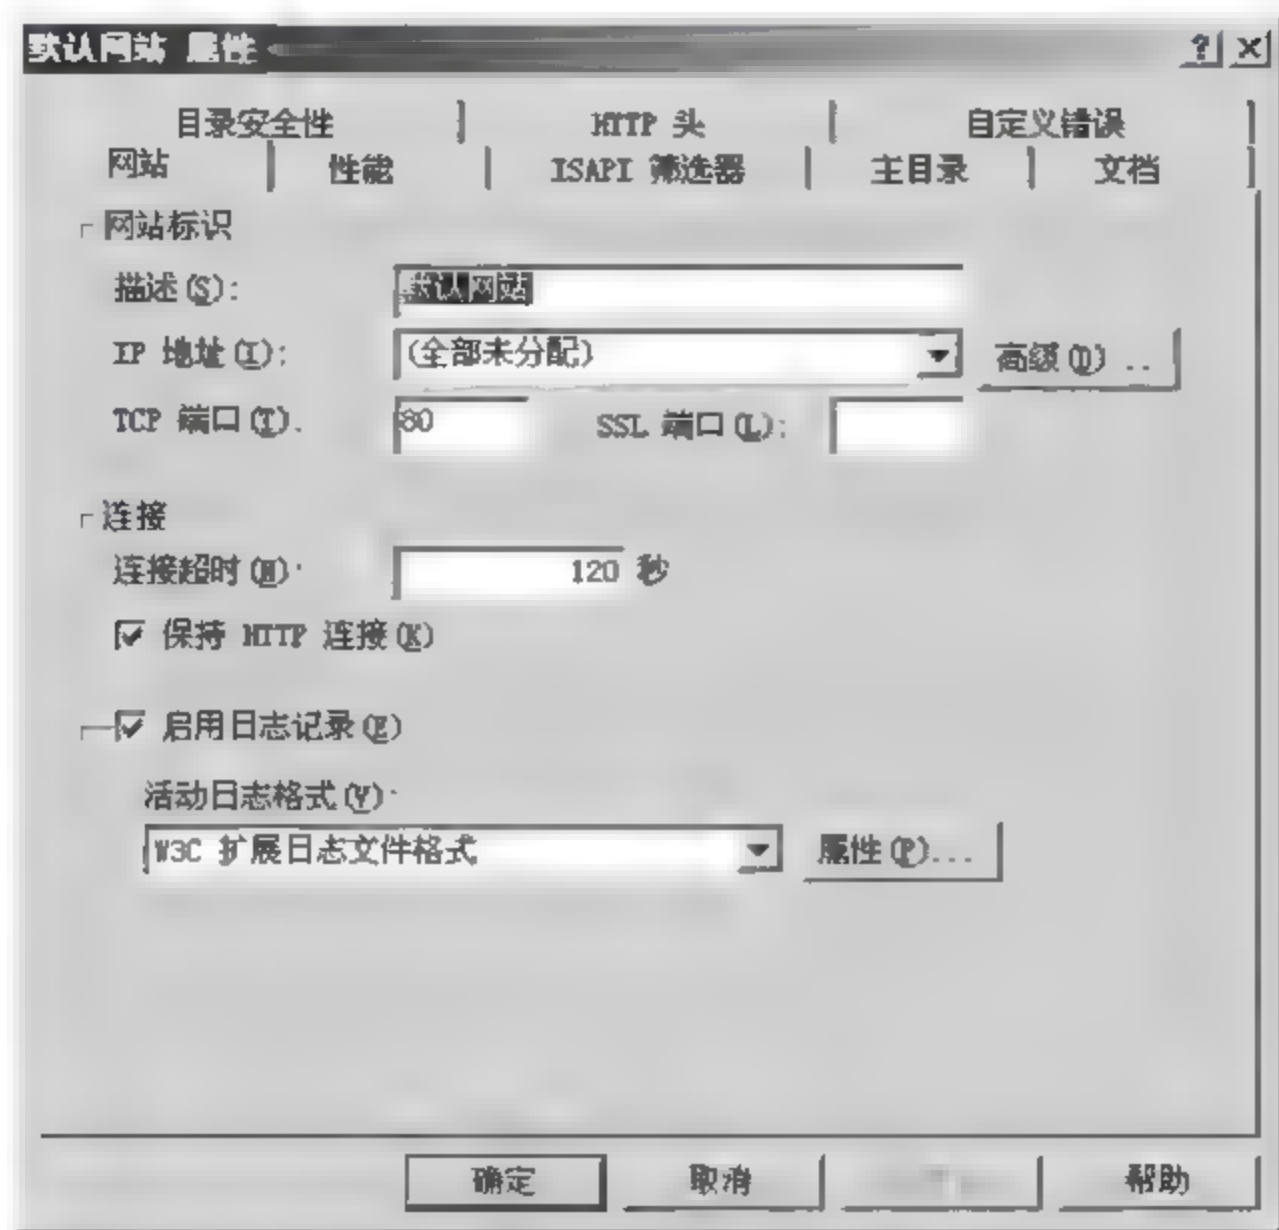 默认网站 属性
目录安全性 HTTP 头 自定义错误
网站 性能 ISAPI 筛选器 主目录 文档
网站标识
描述(S): 默认网站
IP 地址(I): (全部未分配) 高级(D)..
TCP 端口(T). 80 SSL 端口(L):
连接
连接超时(N): 120 秒
保持 HTTP 连接(K)
启用日志记录(E)
活动日志格式(V):
W3C 扩展日志文件格式 属性(P)...
确定 取消 帮助